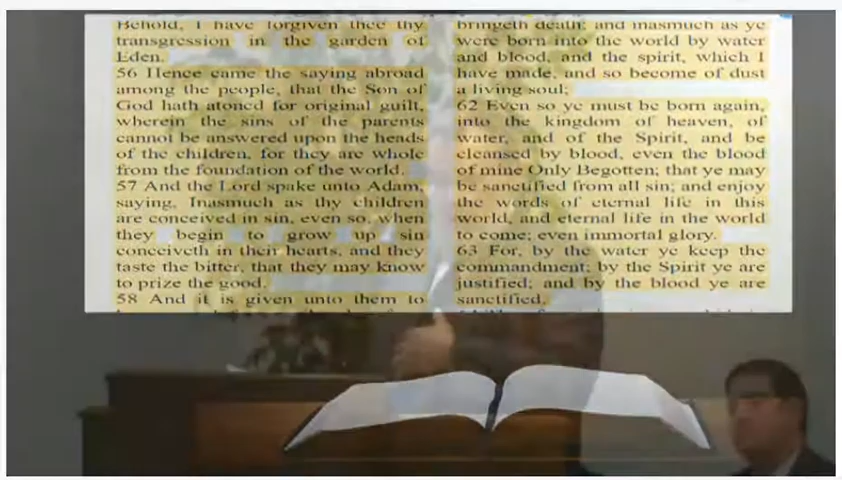 Behold, I have forgiven thee thy
transgression in the garden of
Eden.
56 Hence came the saying abroad
among the people, that the Son of
God hath atoned for original guilt,
wherein the sins of the parents
cannot be answered upon the heads
of the children, for they are whole
from the foundation of the world.
57 And the Lord spake unto Adam,
saying, Inasmuch as thy children
are conceived in sin, even so, when
they begin to grow up sin
conceiveth in their hearts, and they
taste the bitter, that they may know
to prize the good.
58 And it is given unto them to
bringeth death; and inasmuch as ye
were born into the world by water
and blood, and the spirit, which I
have made, and so become of dust
a living soul;
62 Even so ye must be born again,
into the kingdom of heaven, of
water, and of the Spirit, and be
cleansed by blood, even the blood
of mine Only Begotten; that ye may
be sanctified from all sin; and enjoy
the words of eternal life in this
world, and eternal life in the world
to come; even immortal glory.
63 For, by the water ye keep the
commandment; by the Spirit ye are
justified; and by the blood ye are
sanctified.